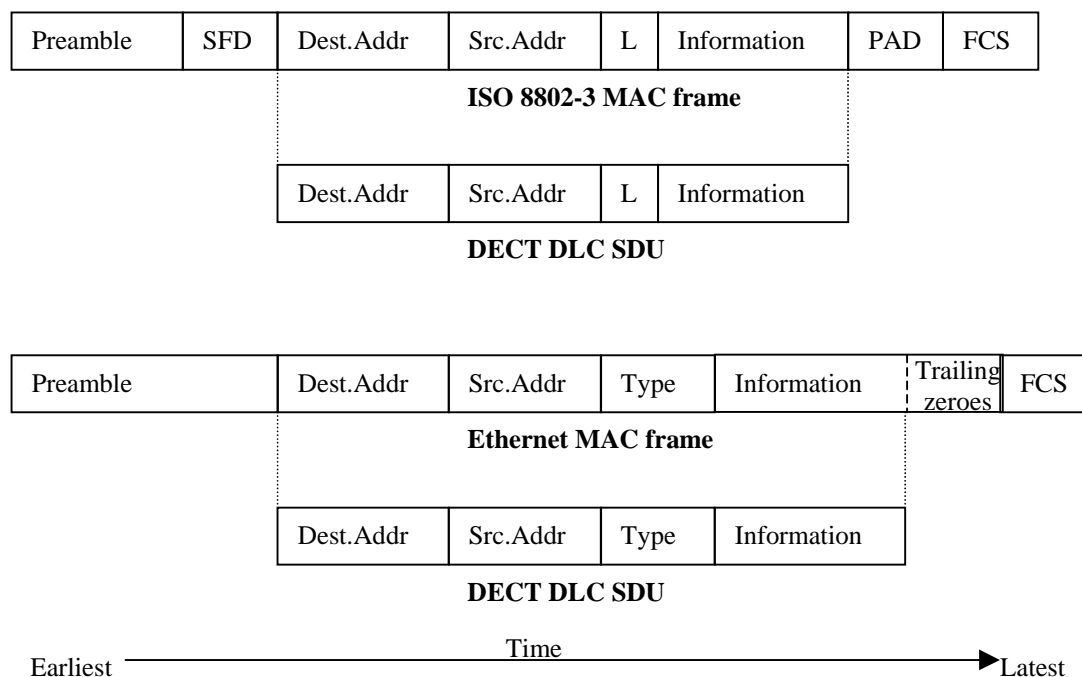 Preamble SFD Dest.Addr Src.Addr L Information PAD FCS
ISO 8802-3 MAC frame
Dest.Addr Src.Addr L Information
DECT DLC SDU
Preamble Dest.Addr Src.Addr Type Information Trailing zeroes FCS
Ethernet MAC frame
Dest.Addr Src.Addr Type Information
DECT DLC SDU
Time
Earliest Latest